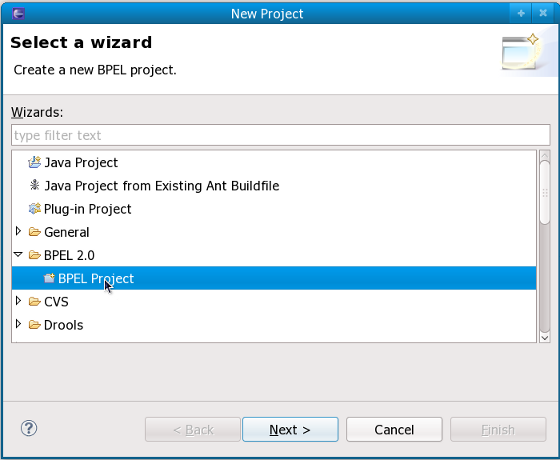 New Project
Select a wizard
Create a new BPEL project.
Wizards:
type filter text
Java Project
Java Project from Existing Ant Buildfile
Plug-in Project
General
BPEL 2.0
BPEL Project
CVS
Drools
?
< Back
Next >
Cancel
Finish